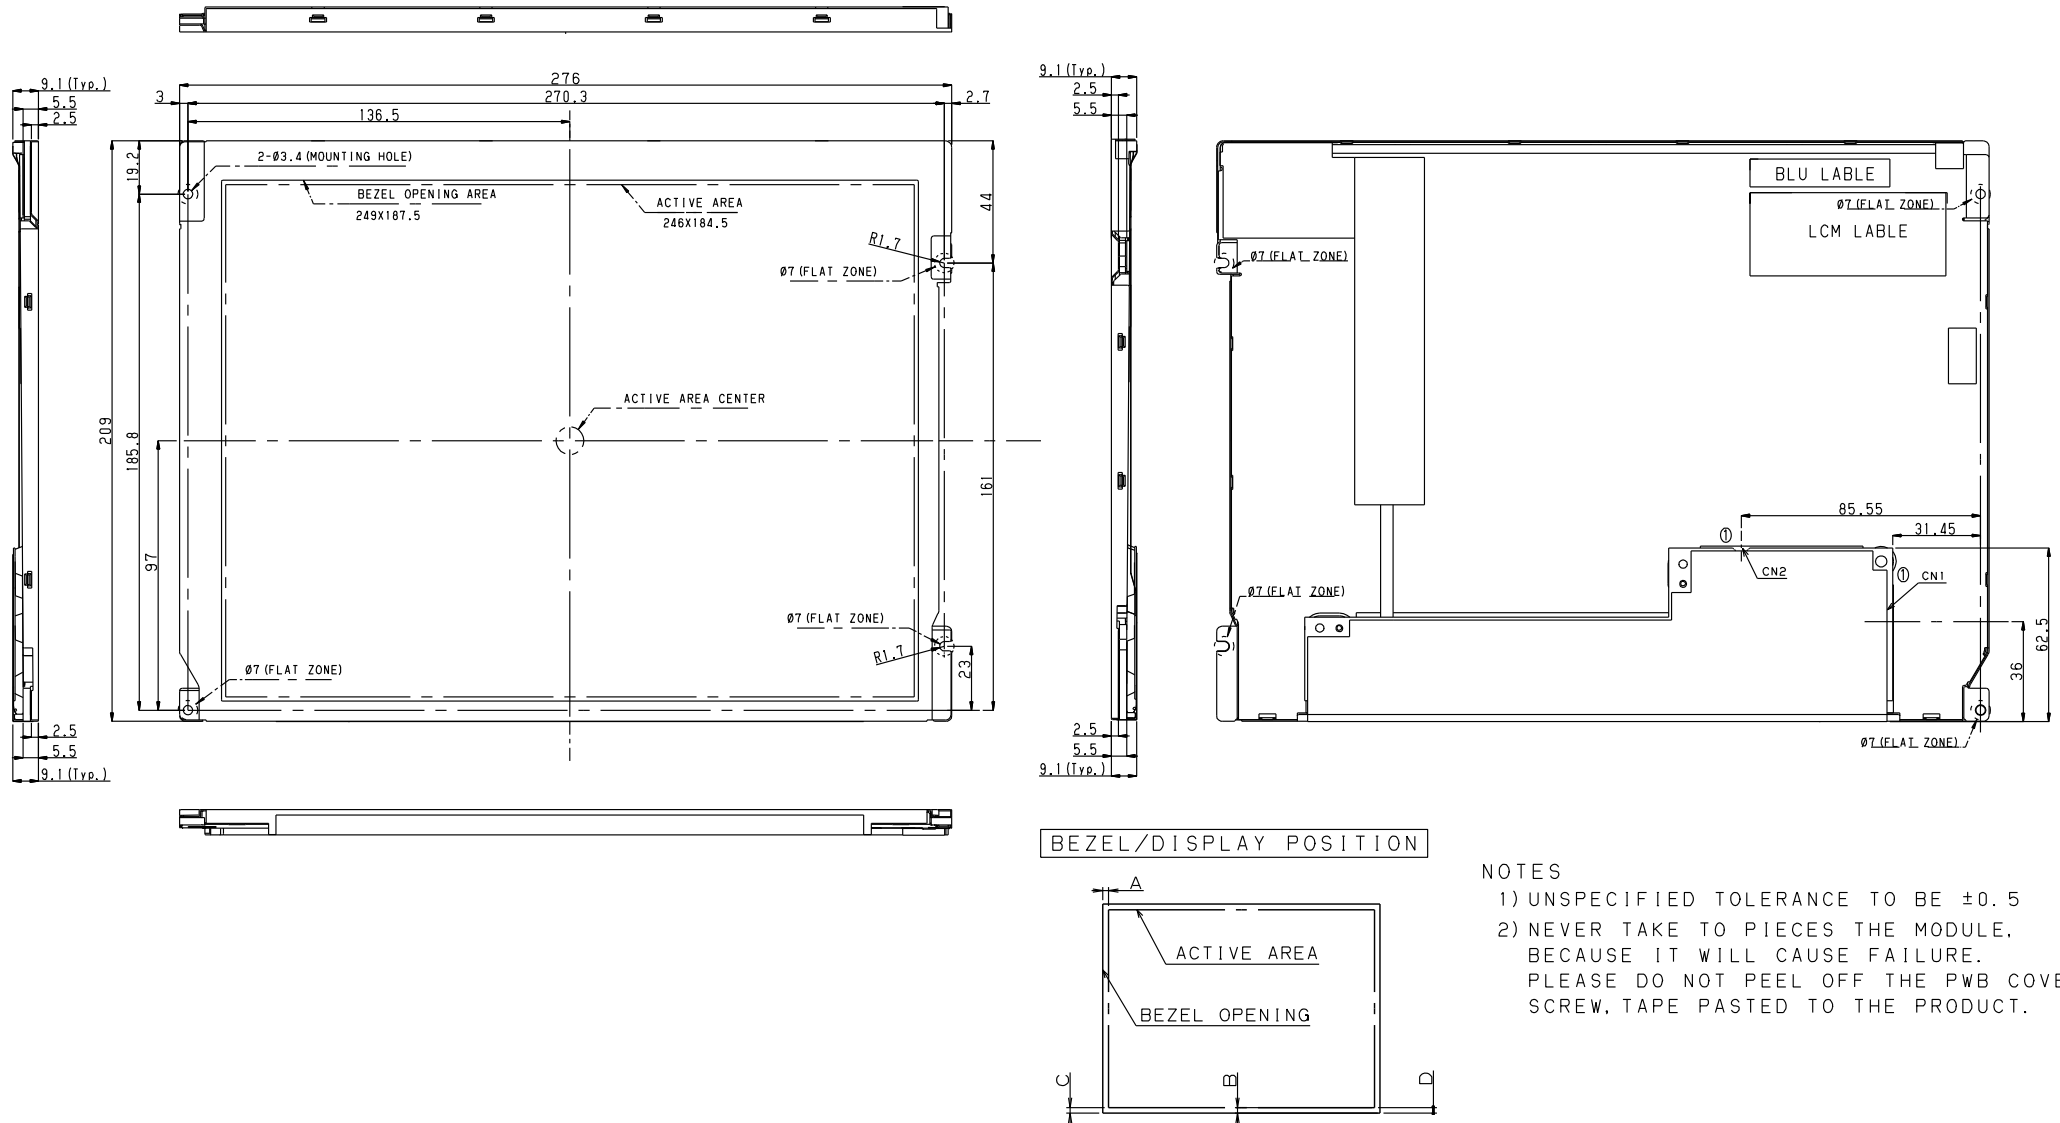 276
9.1(Typ.)
5.5
2.5
3
270.3
2.7
136.5
19.2
2-Ø3.4(MOUNTING HOLE)
BEZEL OPENING AREA
249X187.5
ACTIVE AREA
246X184.5
44
R1.7
Ø7(FLAT ZONE)
ACTIVE AREA CENTER
209
185.8
97
161
Ø7(FLAT ZONE)
R1.7
23
Ø7(FLAT ZONE)
2.5
5.5
9.1(Typ.)
9.1(Typ.)
2.5
5.5
2.5
5.5
9.1(Typ.)
BLU LABLE
Ø7(FLAT ZONE)
LCM LABLE
Ø7(FLAT ZONE)
85.55
31.45
①
CN2
①
CN1
Ø7(FLAT ZONE)
62.5
36
Ø7(FLAT ZONE)
BEZEL/DISPLAY POSITION
A
ACTIVE AREA
BEZEL OPENING
C
B
D
NOTES
1) UNSPECIFIED TOLERANCE TO BE ±0.5
2) NEVER TAKE TO PIECES THE MODULE,
BECAUSE IT WILL CAUSE FAILURE.
PLEASE DO NOT PEEL OFF THE PWB COVE
SCREW, TAPE PASTED TO THE PRODUCT.